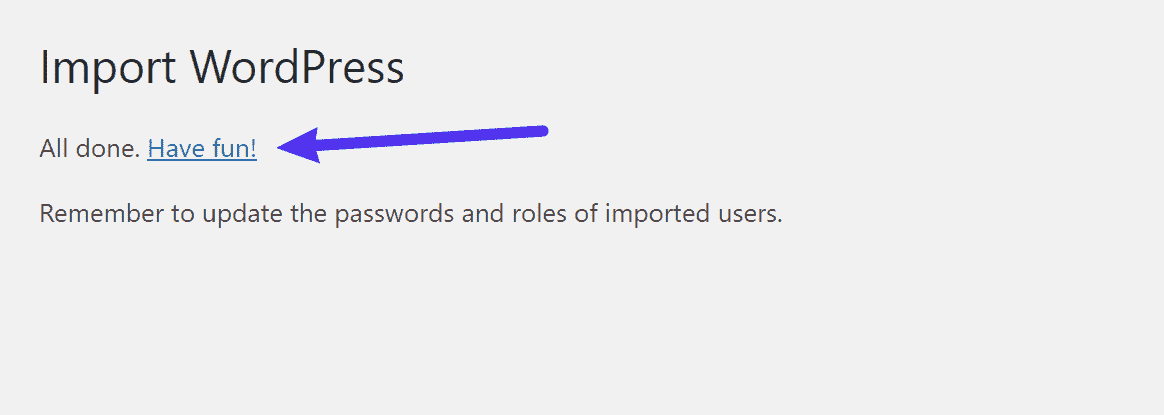 Import WordPress
All done. Have fun!
Remember to update the passwords and roles of imported users.